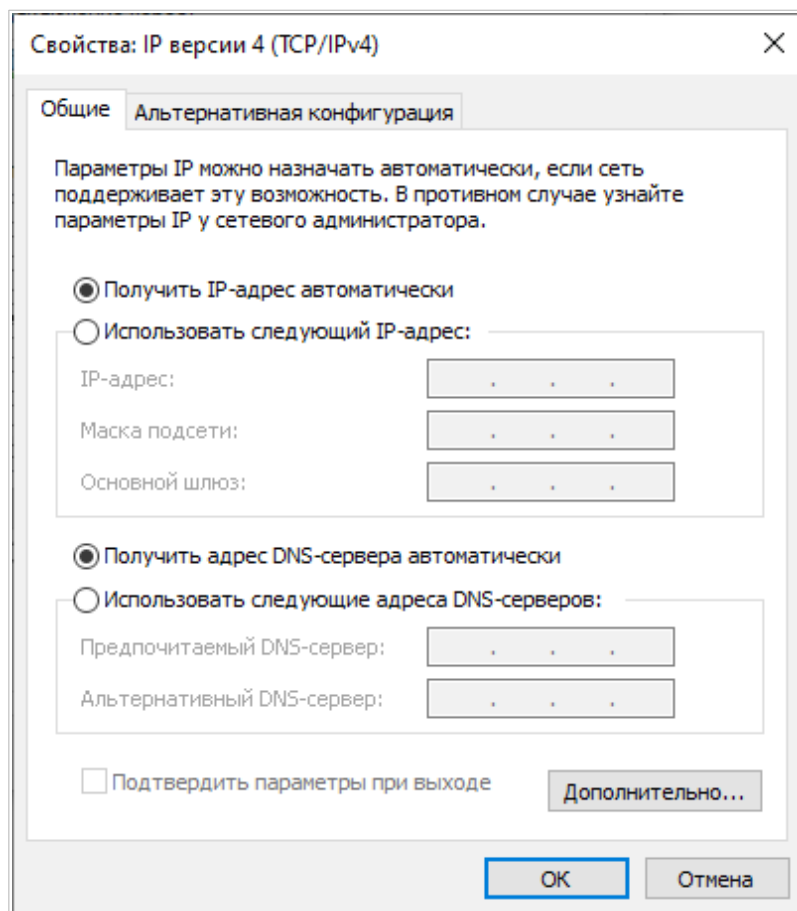 Свойства: IP версии 4 (TCP/IPv4)
Общие
Альтернативная конфигурация
Параметры IP можно назначать автоматически, если сеть
поддерживает эту возможность. В противном случае узнайте
параметры IP у сетевого администратора.
Получить IP-адрес автоматически
Использовать следующий IP-адрес:
IP-адрес:
Маска подсети:
Основной шлюз:
Получить адрес DNS-сервера автоматически
Использовать следующие адреса DNS-серверов:
Предпочитаемый DNS-сервер:
Альтернативный DNS-сервер:
Подтвердить параметры при выходе
Дополнительно...
ОК
Отмена